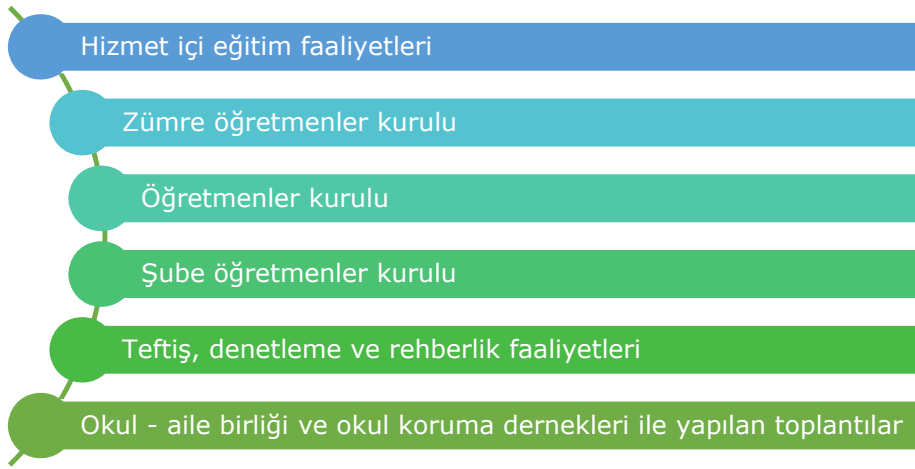 Hizmet içi eğitim faaliyetleri
Zümre öğretmenler kurulu
Öğretmenler kurulu
Şube öğretmenler kurulu
Teftiş, denetleme ve rehberlik faaliyetleri
Okul - aile birliği ve okul koruma dernekleri ile yapılan toplantılar